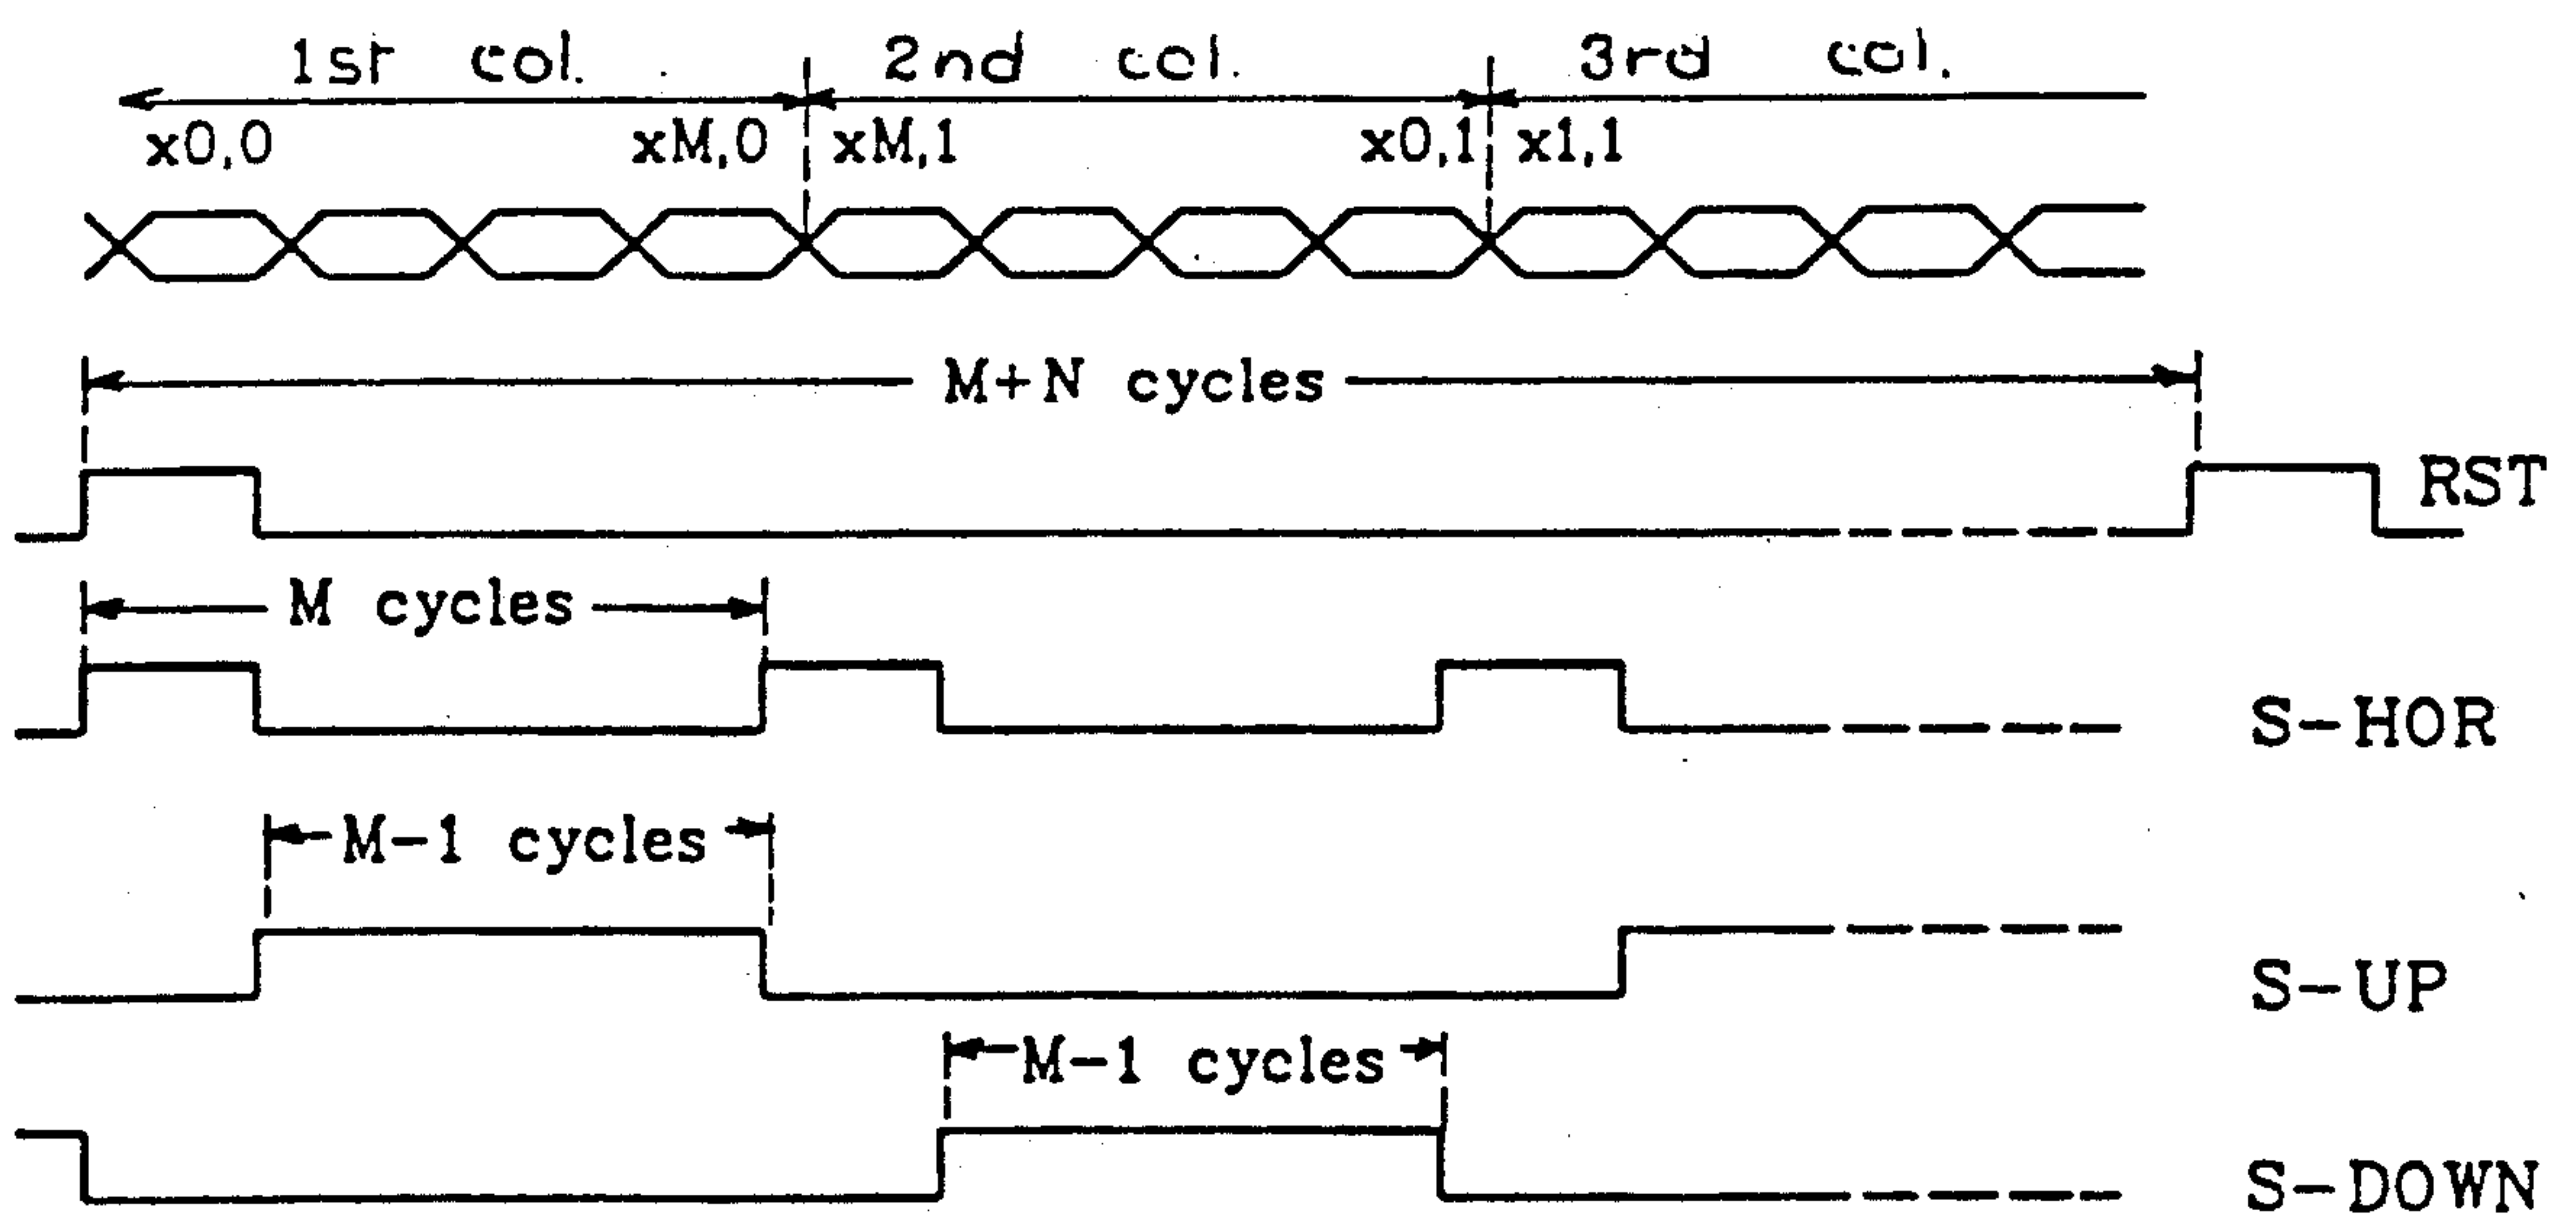 1st col. 2nd col. 3rd col.
x0,0 xM,0 xM,1 x0,1 x1,1
M+N cycles
RST
M cycles
S-HOR
M-1 cycles
S-UP
M-1 cycles
S-DOWN